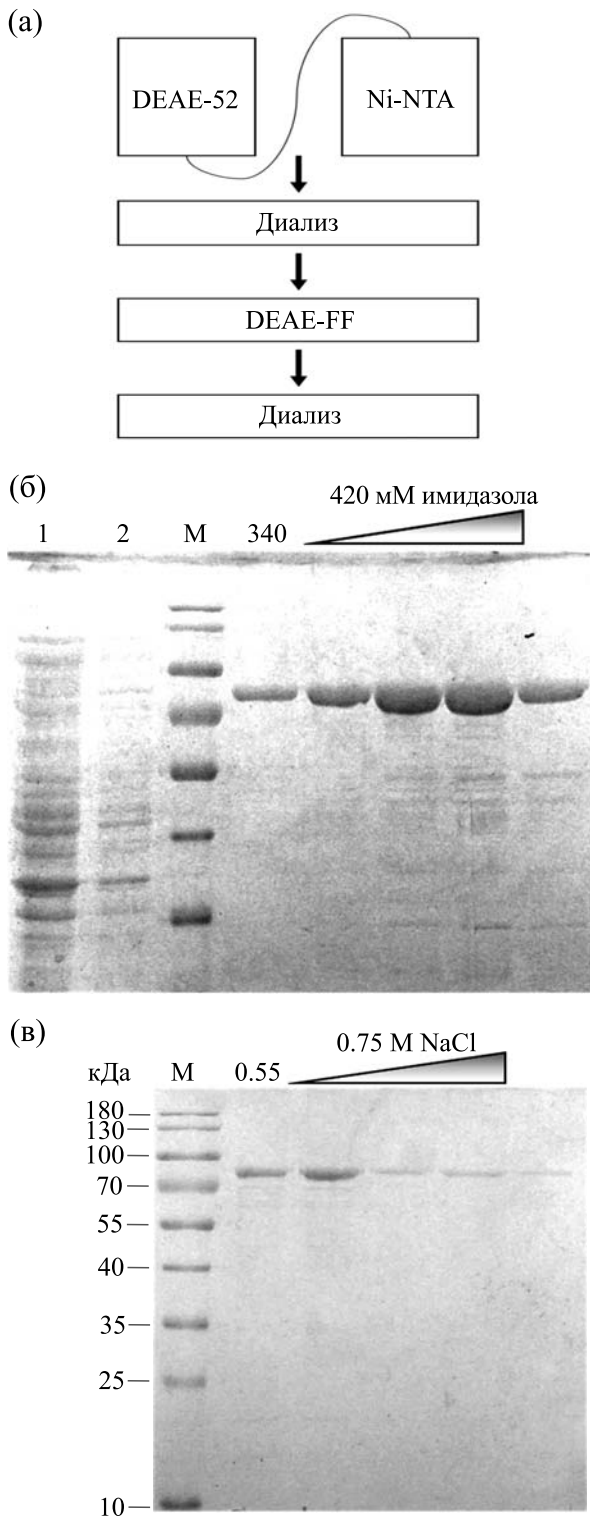 (а)
DEAE-52 Ni-NTA
Диализ
DEAE-FF
Диализ
(б)
420 мМ имидазола
1 2 М 340
(в)
0.75 М NaCl
кДа М 0.55
180
130
100
70
55
40
35
25
10